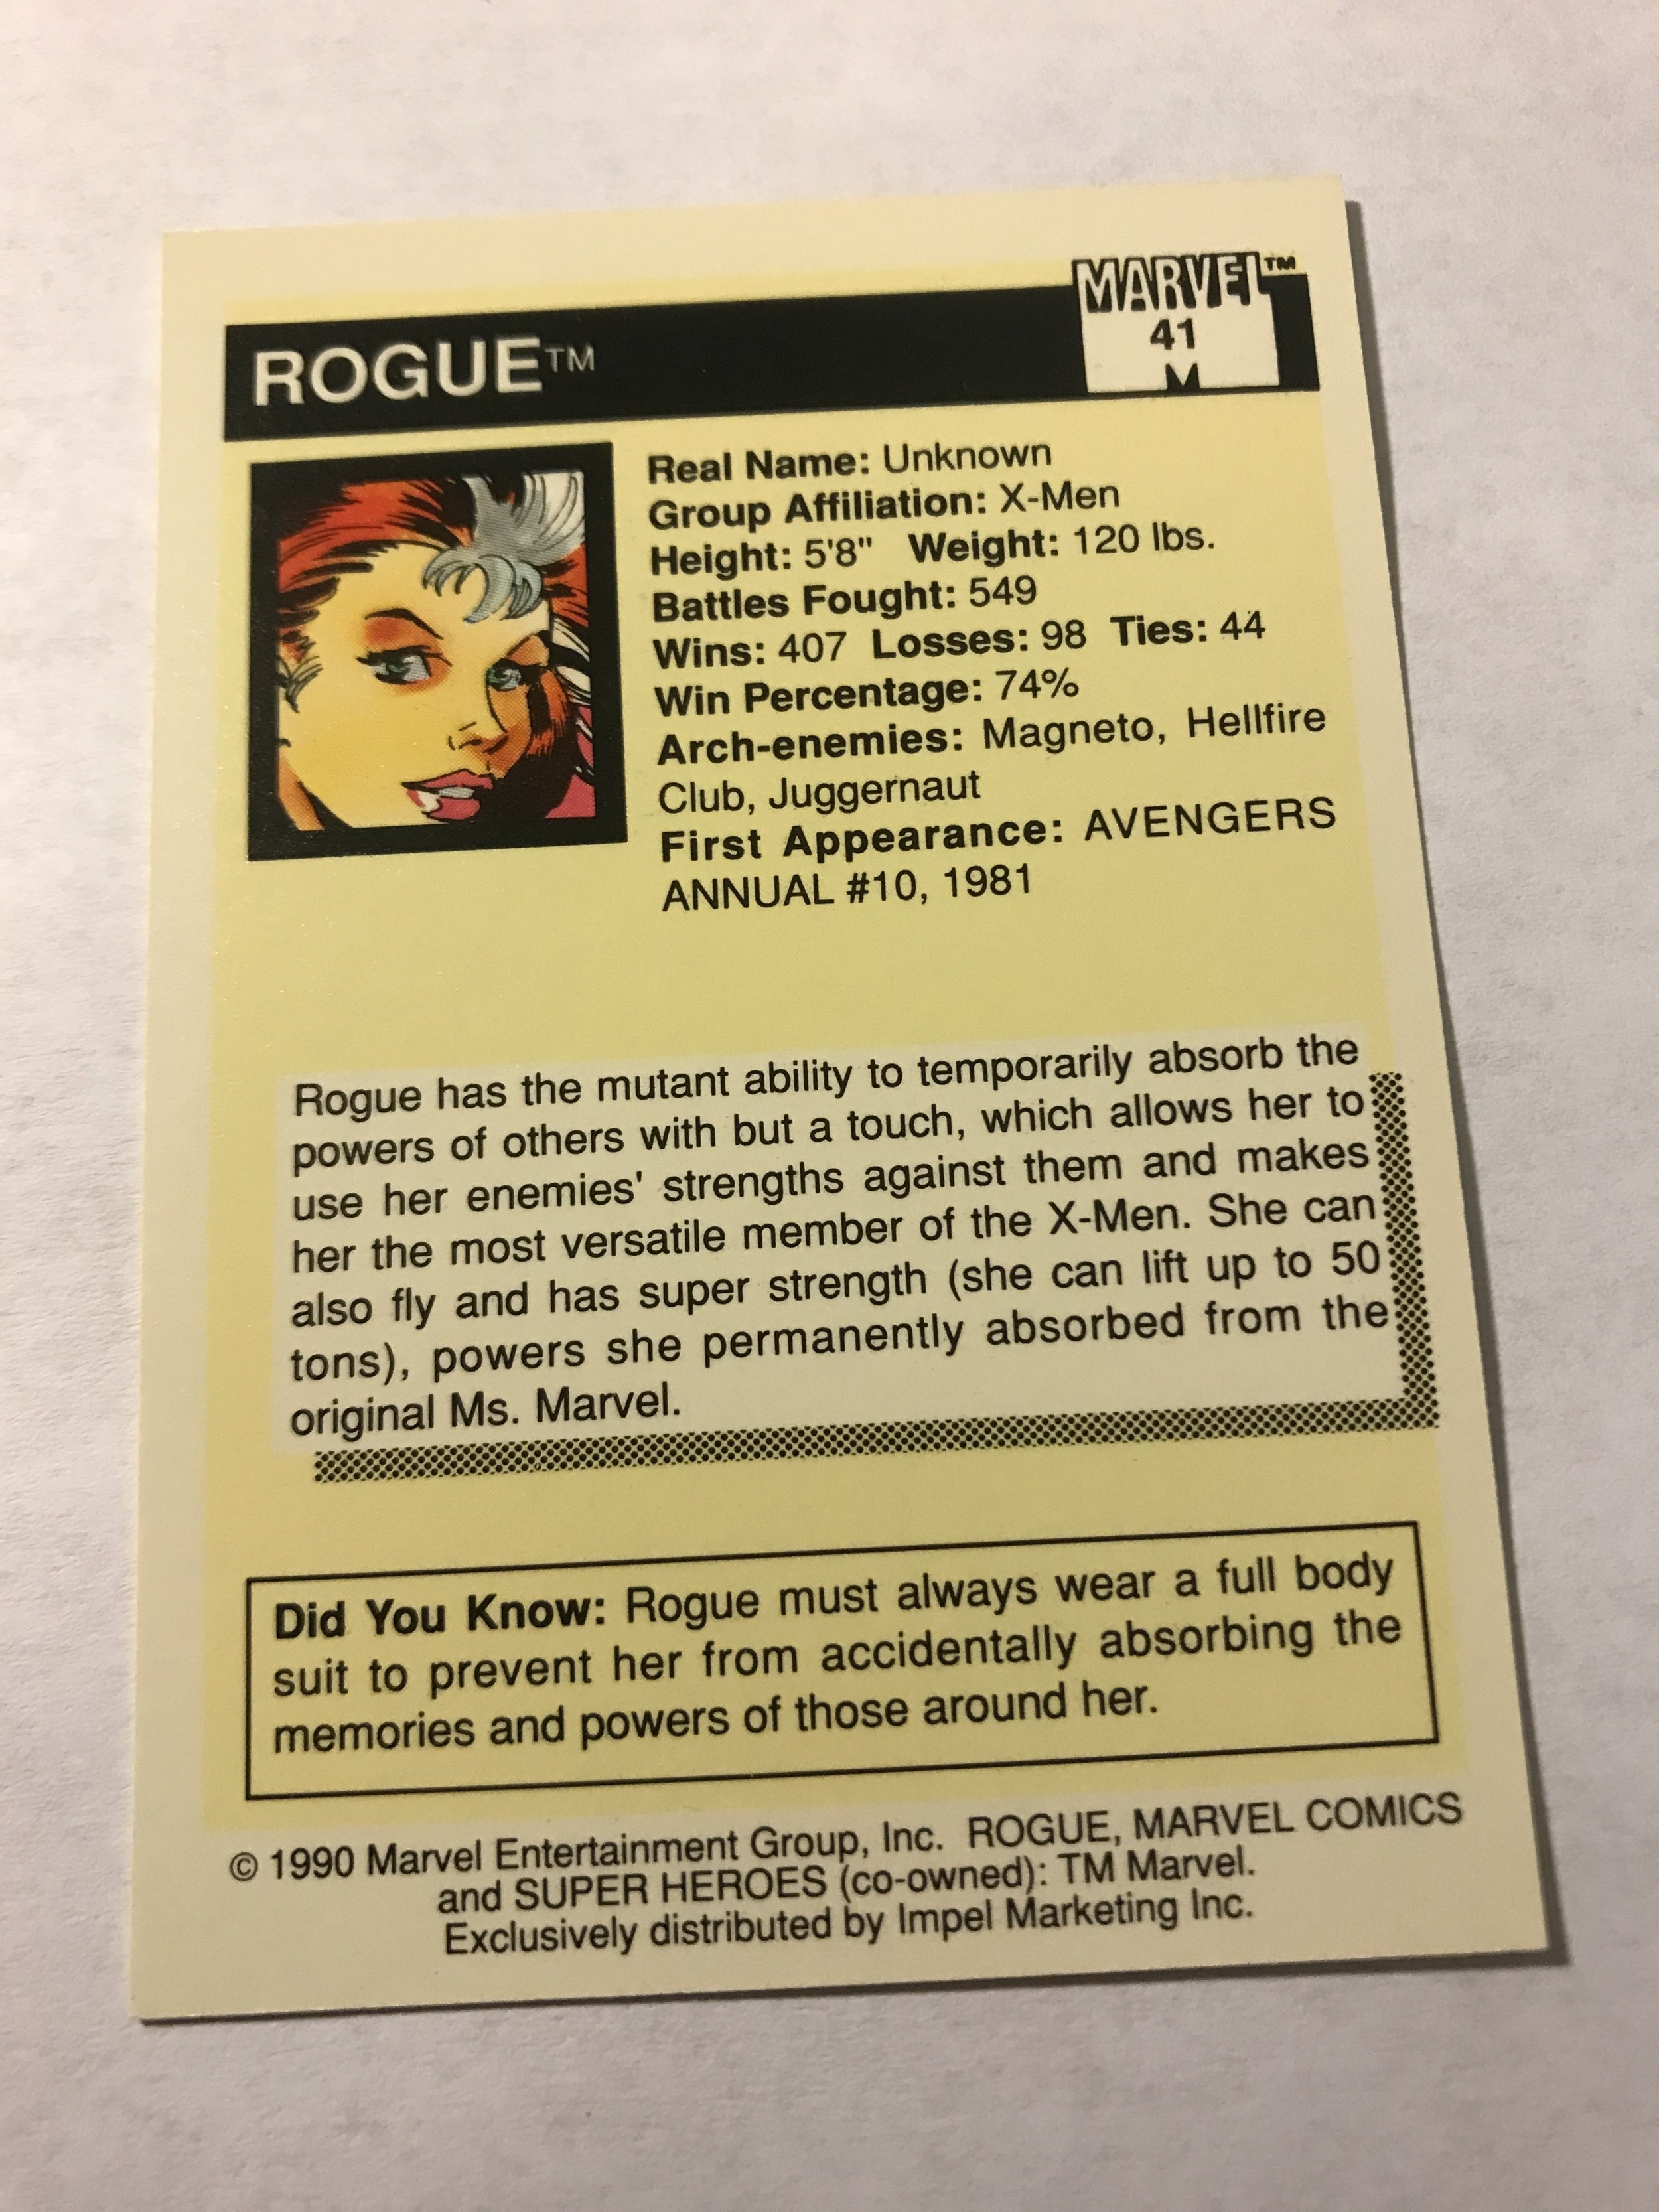 MARVEL™
41
ROGUE™
Real Name: Unknown
Group Affiliation: X-Men
Height: 5'8" Weight: 120 lbs.
Battles Fought: 549
Wins: 407 Losses: 98 Ties: 44
Win Percentage: 74%
Arch-enemies: Magneto, Hellfire
Club, Juggernaut
First Appearance: AVENGERS
ANNUAL #10, 1981
Rogue has the mutant ability to temporarily absorb the
powers of others with but a touch, which allows her to
use her enemies' strengths against them and makes
her the most versatile member of the X-Men. She can
also fly and has super strength (she can lift up to 50
tons), powers she permanently absorbed from the
original Ms. Marvel.
Did You Know: Rogue must always wear a full body
suit to prevent her from accidentally absorbing the
memories and powers of those around her.
© 1990 Marvel Entertainment Group, Inc. ROGUE, MARVEL COMICS
and SUPER HEROES (co-owned): TM Marvel.
Exclusively distributed by Impel Marketing Inc.